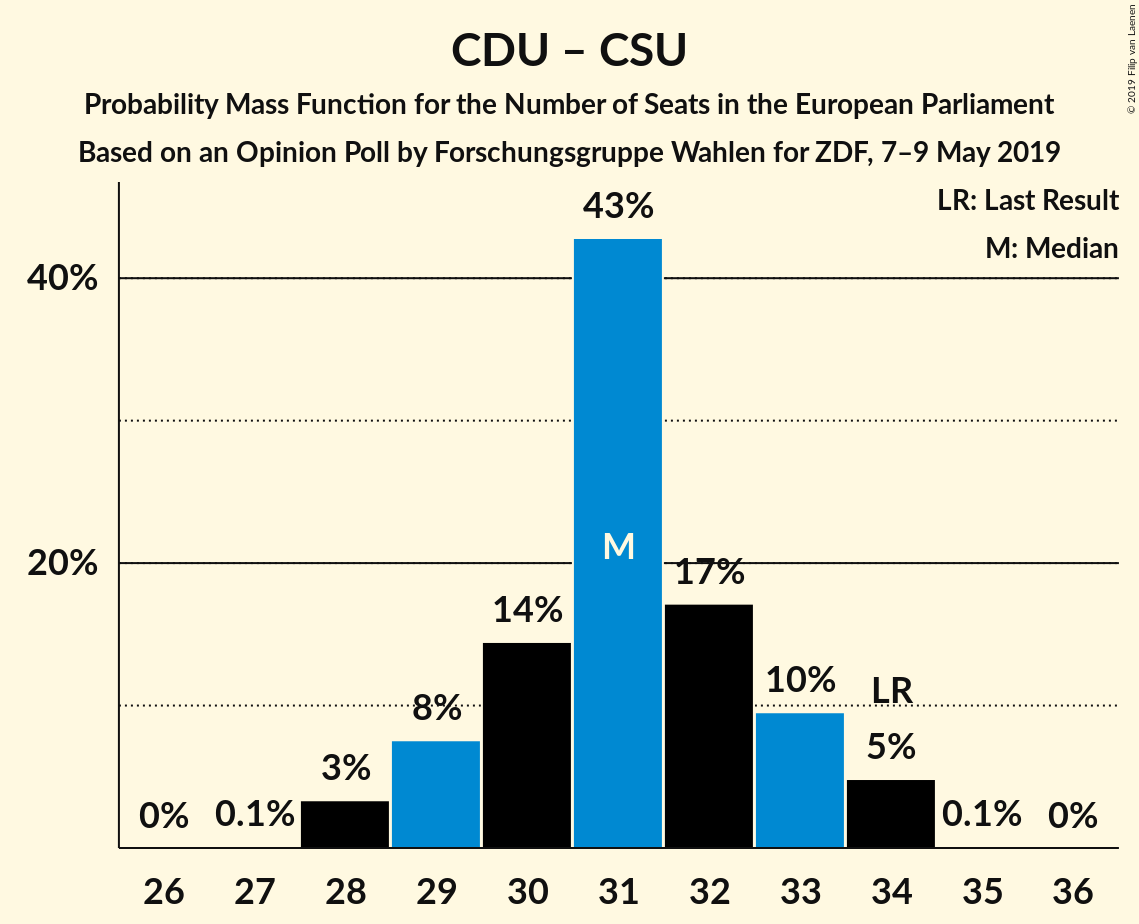 CDU – CSU
Probability Mass Function for the Number of Seats in the European Parliament
Based on an Opinion Poll by Forschungsgruppe Wahlen for ZDF, 7–9 May 2019
© 2019 Filip van Laenen
LR: Last Result
M: Median
43%
40%
M
20%
17%
14%
10%
LR
8%
5%
3%
0%
0.1%
0.1%
0%
26 27 28 29 30 31 32 33 34 35 36